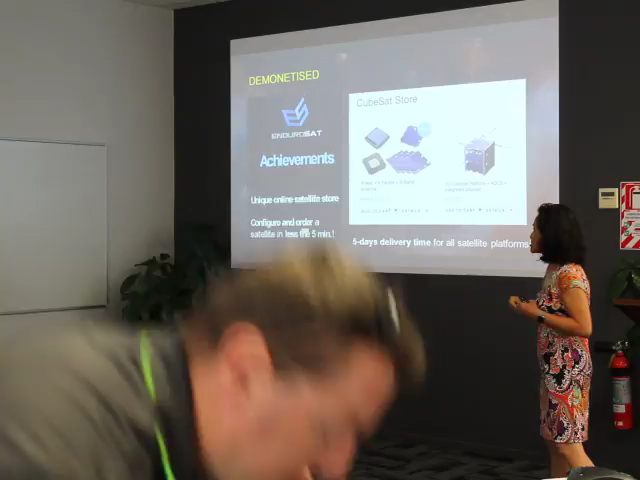 DEMONETISED
ENDUROSAT
Achievements
Unique online satellite store
Configure and order a
satellite in less the 5 min.!
CubeSat Store
5-days delivery time for all satellite platforms